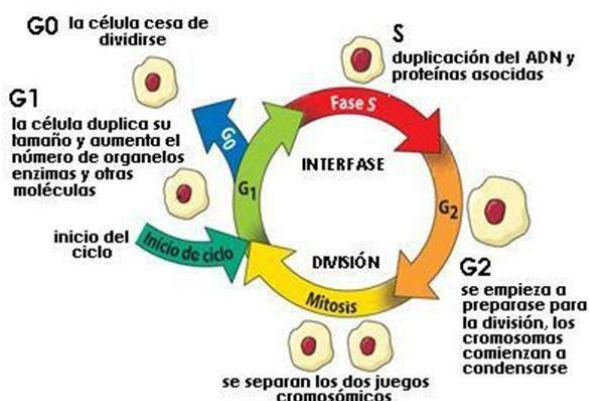 G0 la célula cesa de
dividirse
S
duplicación del ADN y
proteínas asocidas
G1
la célula duplica su
tamaño y aumenta el
número de organelos
enzimas y otras
moléculas
Fase S
G0
INTERFASE
G1
G2
inicio del
ciclo
Inicio de ciclo
DIVISIÓN
Mitosis
G2
se empieza a
preparase para
la división, los
cromosomas
comienzan a
condensarse
se separan los dos juegos
cromosómicos